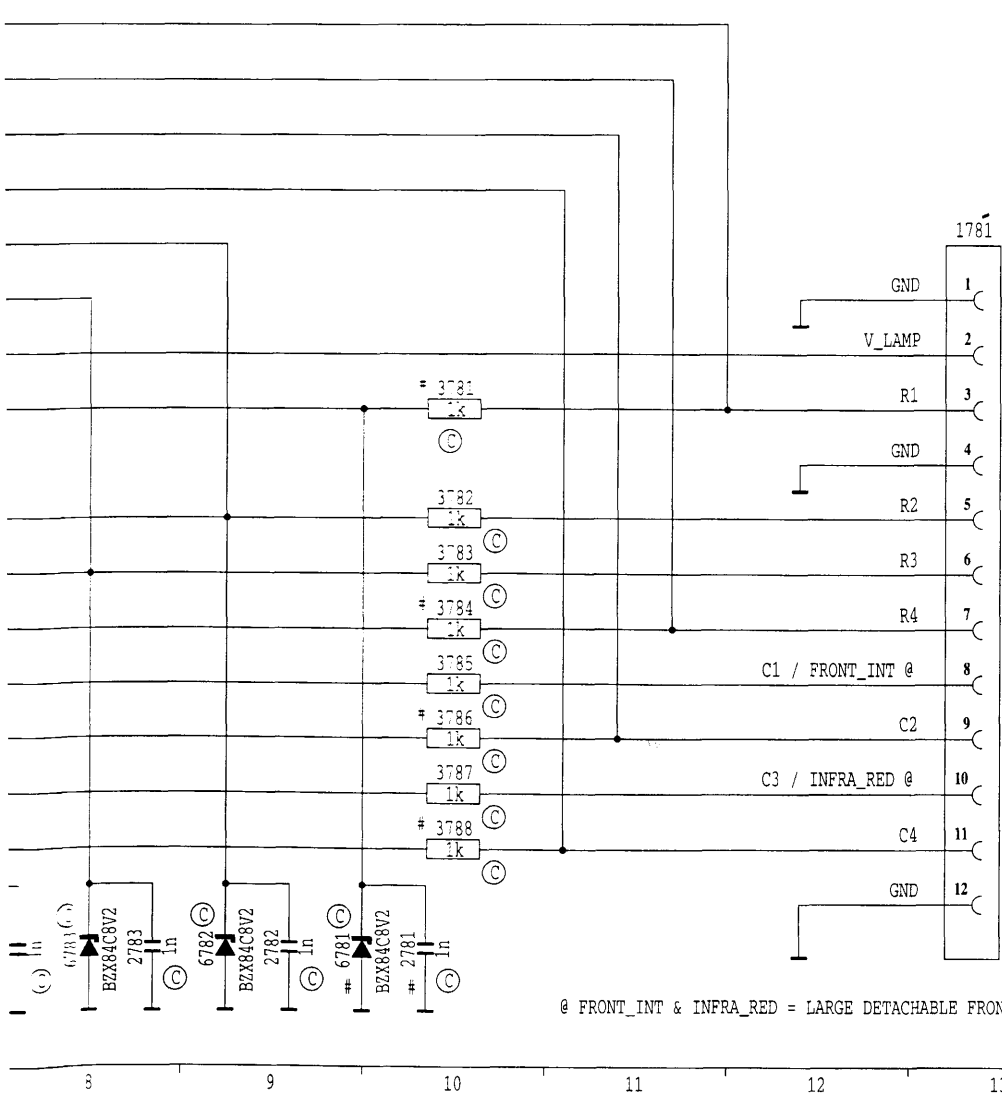 1781
GND 1
V_LAMP 2
# 3781
1k
R1 3
C
GND 4
3782
1k
R2 5
C
3783
1k
R3 6
C
# 3784
1k
R4 7
C
3785
1k
C1 / FRONT_INT @ 8
C
# 3786
1k
C2 9
C
3787
1k
C3 / INFRA_RED @ 10
C
# 3788
1k
C4 11
C
GND 12
1n
6783
BZX84C8V2
2783
1n
C
6782
C
BZX84C8V2
2782
1n
C
# 6781
C
BZX84C8V2
# 2781
1n
C
@ FRONT_INT & INFRA_RED = LARGE DETACHABLE FRON
8 9 10 11 12